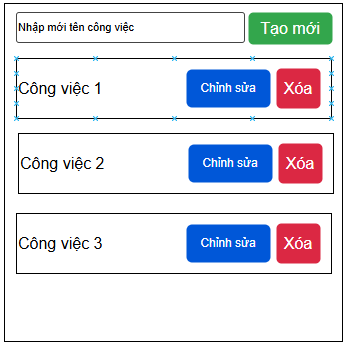 Nhập mới tên công việc Tạo mới
Công việc 1 Chỉnh sửa Xóa
Công việc 2 Chỉnh sửa Xóa
Công việc 3 Chỉnh sửa Xóa